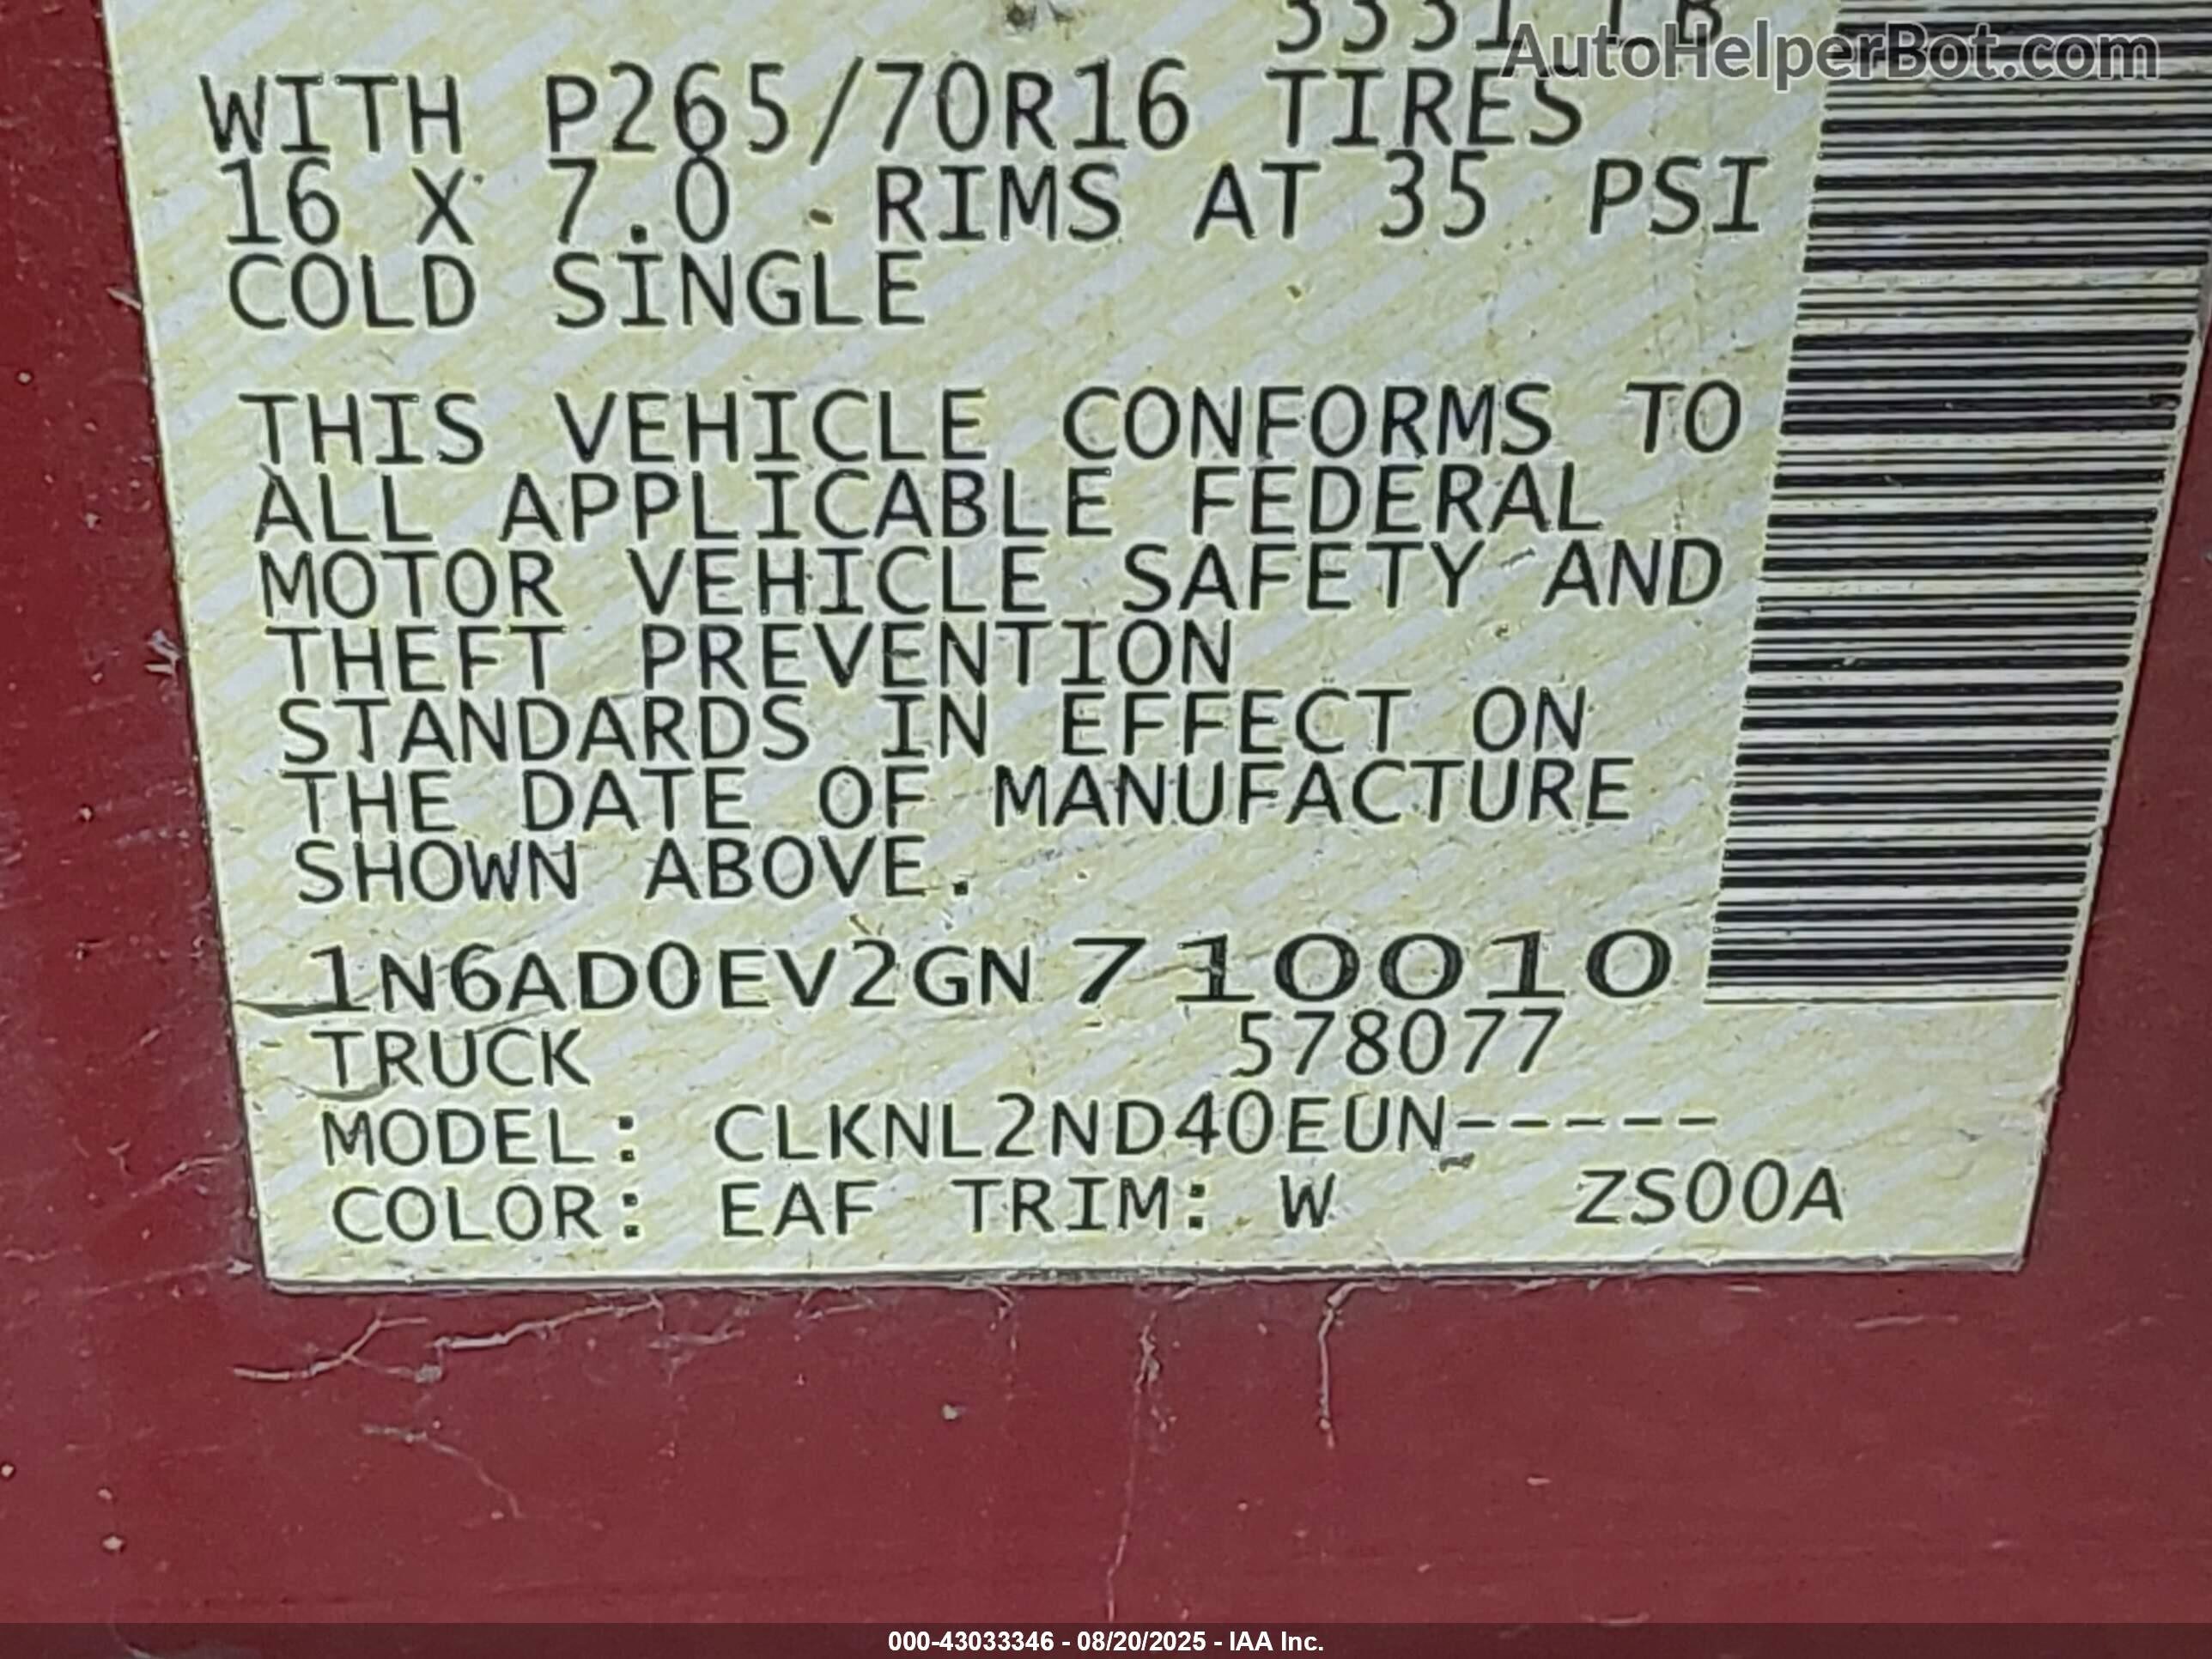 3331 LB
AutoHelperBot.com
WITH P265/70R16 TIRES
16 X 7.0 RIMS AT 35 PSI
COLD SINGLE
THIS VEHICLE CONFORMS TO
ALL APPLICABLE FEDERAL
MOTOR VEHICLE SAFETY AND
THEFT PREVENTION
STANDARDS IN EFFECT ON
THE DATE OF MANUFACTURE
SHOWN ABOVE.
1N6AD0EV2GN710010
TRUCK 578077
MODEL: CLKNL2ND40EUN-----
COLOR: EAF TRIM: W ZS00A
000-43033346 - 08/20/2025 - IAA Inc.